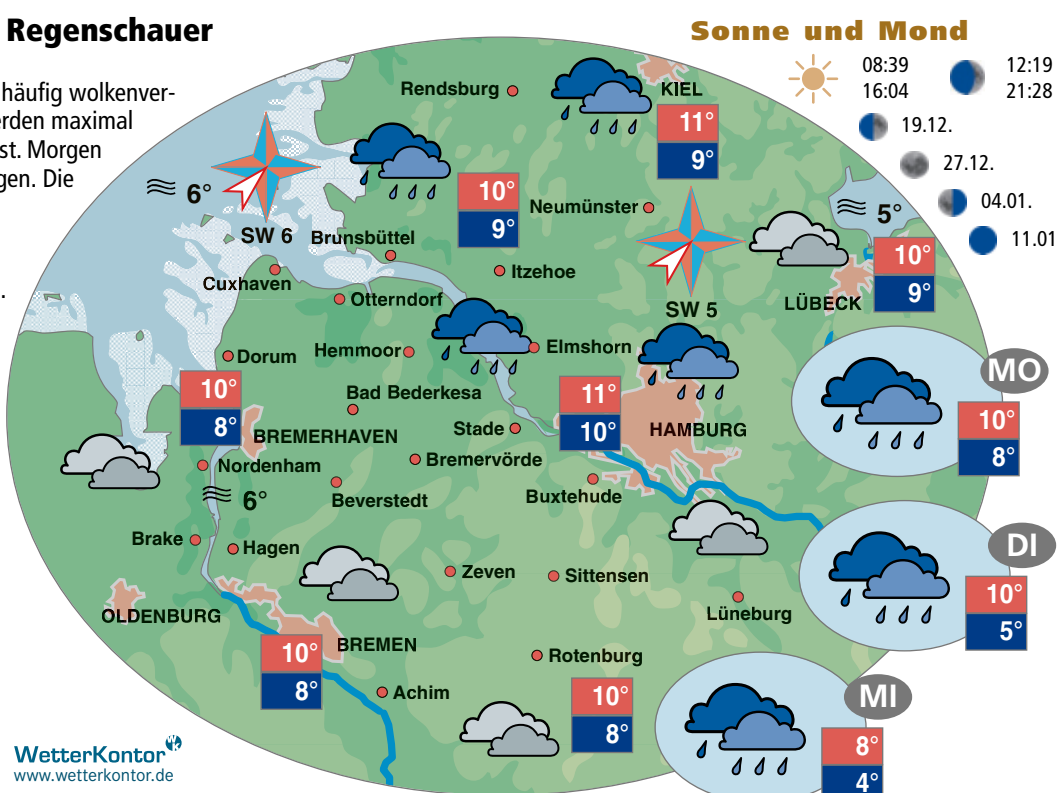 Regenschauer
häufig wolkenver-
erden maximal
st. Morgen
gen. Die
.
Sonne und Mond
08:39
16:04
12:19
21:28
19.12.
27.12.
04.01.
11.01
Rendsburg
KIEL
11°
9°
6°
SW 6
10°
9°
Neumünster
5°
Brunsbüttel
Itzehoe
Cuxhaven
Otterndorf
SW 5
LÜBECK
10°
9°
Dorum
Hemmoor
Elmshorn
10°
8°
Bad Bederkesa
11°
10°
BREMERHAVEN
Stade
HAMBURG
Nordenham
Bremervörde
6°
Beverstedt
Buxtehude
Brake
Hagen
Zeven
Sittensen
OLDENBURG
Lüneburg
BREMEN
10°
8°
Rotenburg
Achim
10°
8°
MO
10°
8°
DI
10°
5°
MI
8°
4°
WetterKontor
WK
www.wetterkontor.de